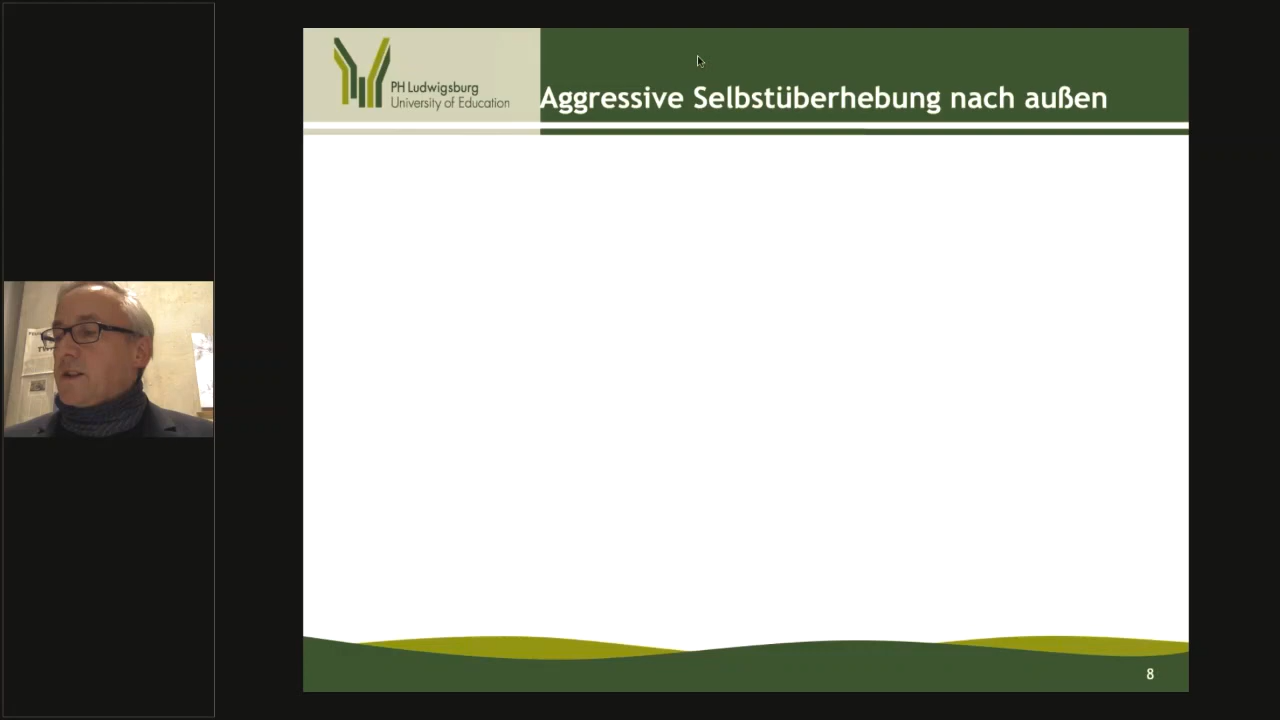 PH Ludwigsburg
University of Education
Aggressive Selbstüberhebung nach außen
8